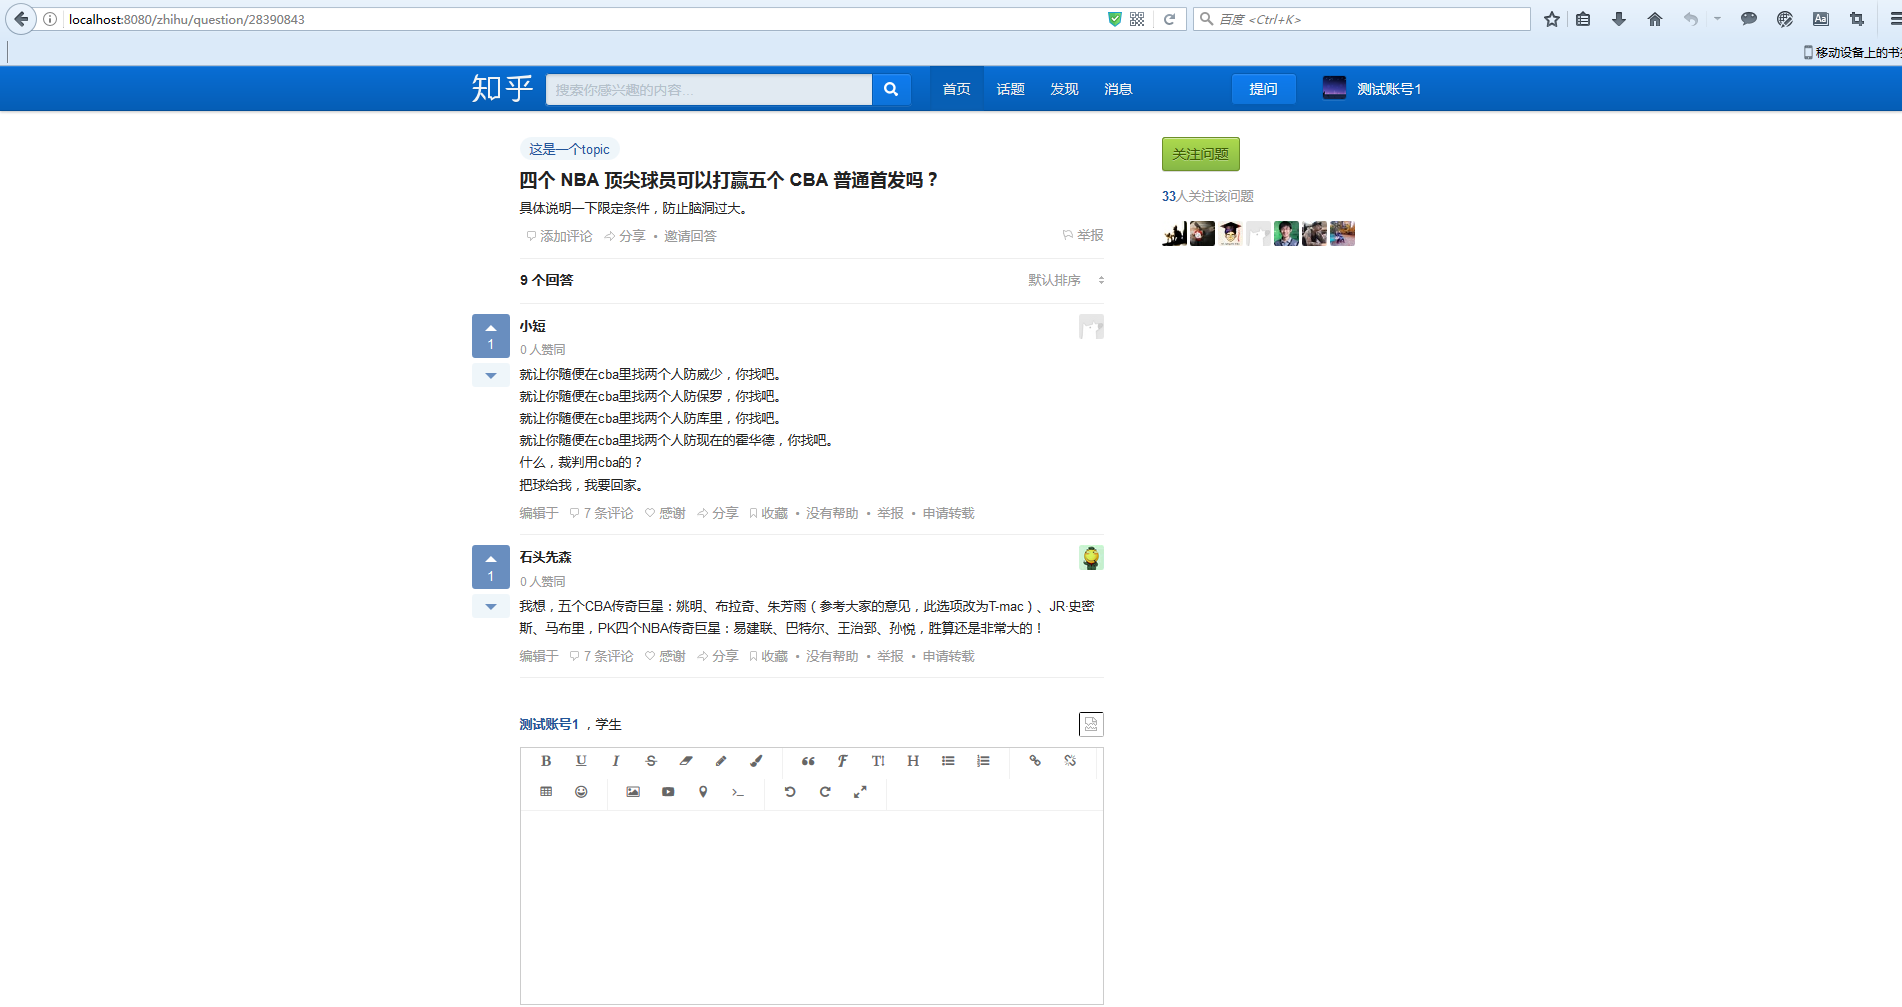 localhost:8080/zhihu/question/28390843
百度 <Ctrl+K>
移动设备上的书
知乎
搜索你感兴趣的内容...
首页
话题
发现
消息
提问
测试账号1
这是一个topic
四个 NBA 顶尖球员可以打赢五个 CBA 普通首发吗？
具体说明一下限定条件，防止脑洞过大。
添加评论 分享 • 邀请回答
举报
关注问题
33人关注该问题
9 个回答
默认排序
1
小短
0 人赞同
就让你随便在cba里找两个人防威少，你找吧。
就让你随便在cba里找两个人防保罗，你找吧。
就让你随便在cba里找两个人防库里，你找吧。
就让你随便在cba里找两个人防现在的霍华德，你找吧。
什么，裁判用cba的？
把球给我，我要回家。
编辑于 7 条评论 感谢 分享 收藏 • 没有帮助 • 举报 • 申请转载
1
石头先森
0 人赞同
我想，五个CBA传奇巨星：姚明、布拉奇、朱芳雨（参考大家的意见，此选项改为T-mac）、JR·史密
斯、马布里，PK四个NBA传奇巨星：易建联、巴特尔、王治郅、孙悦，胜算还是非常大的！
编辑于 7 条评论 感谢 分享 收藏 • 没有帮助 • 举报 • 申请转载
测试账号1 ，学生